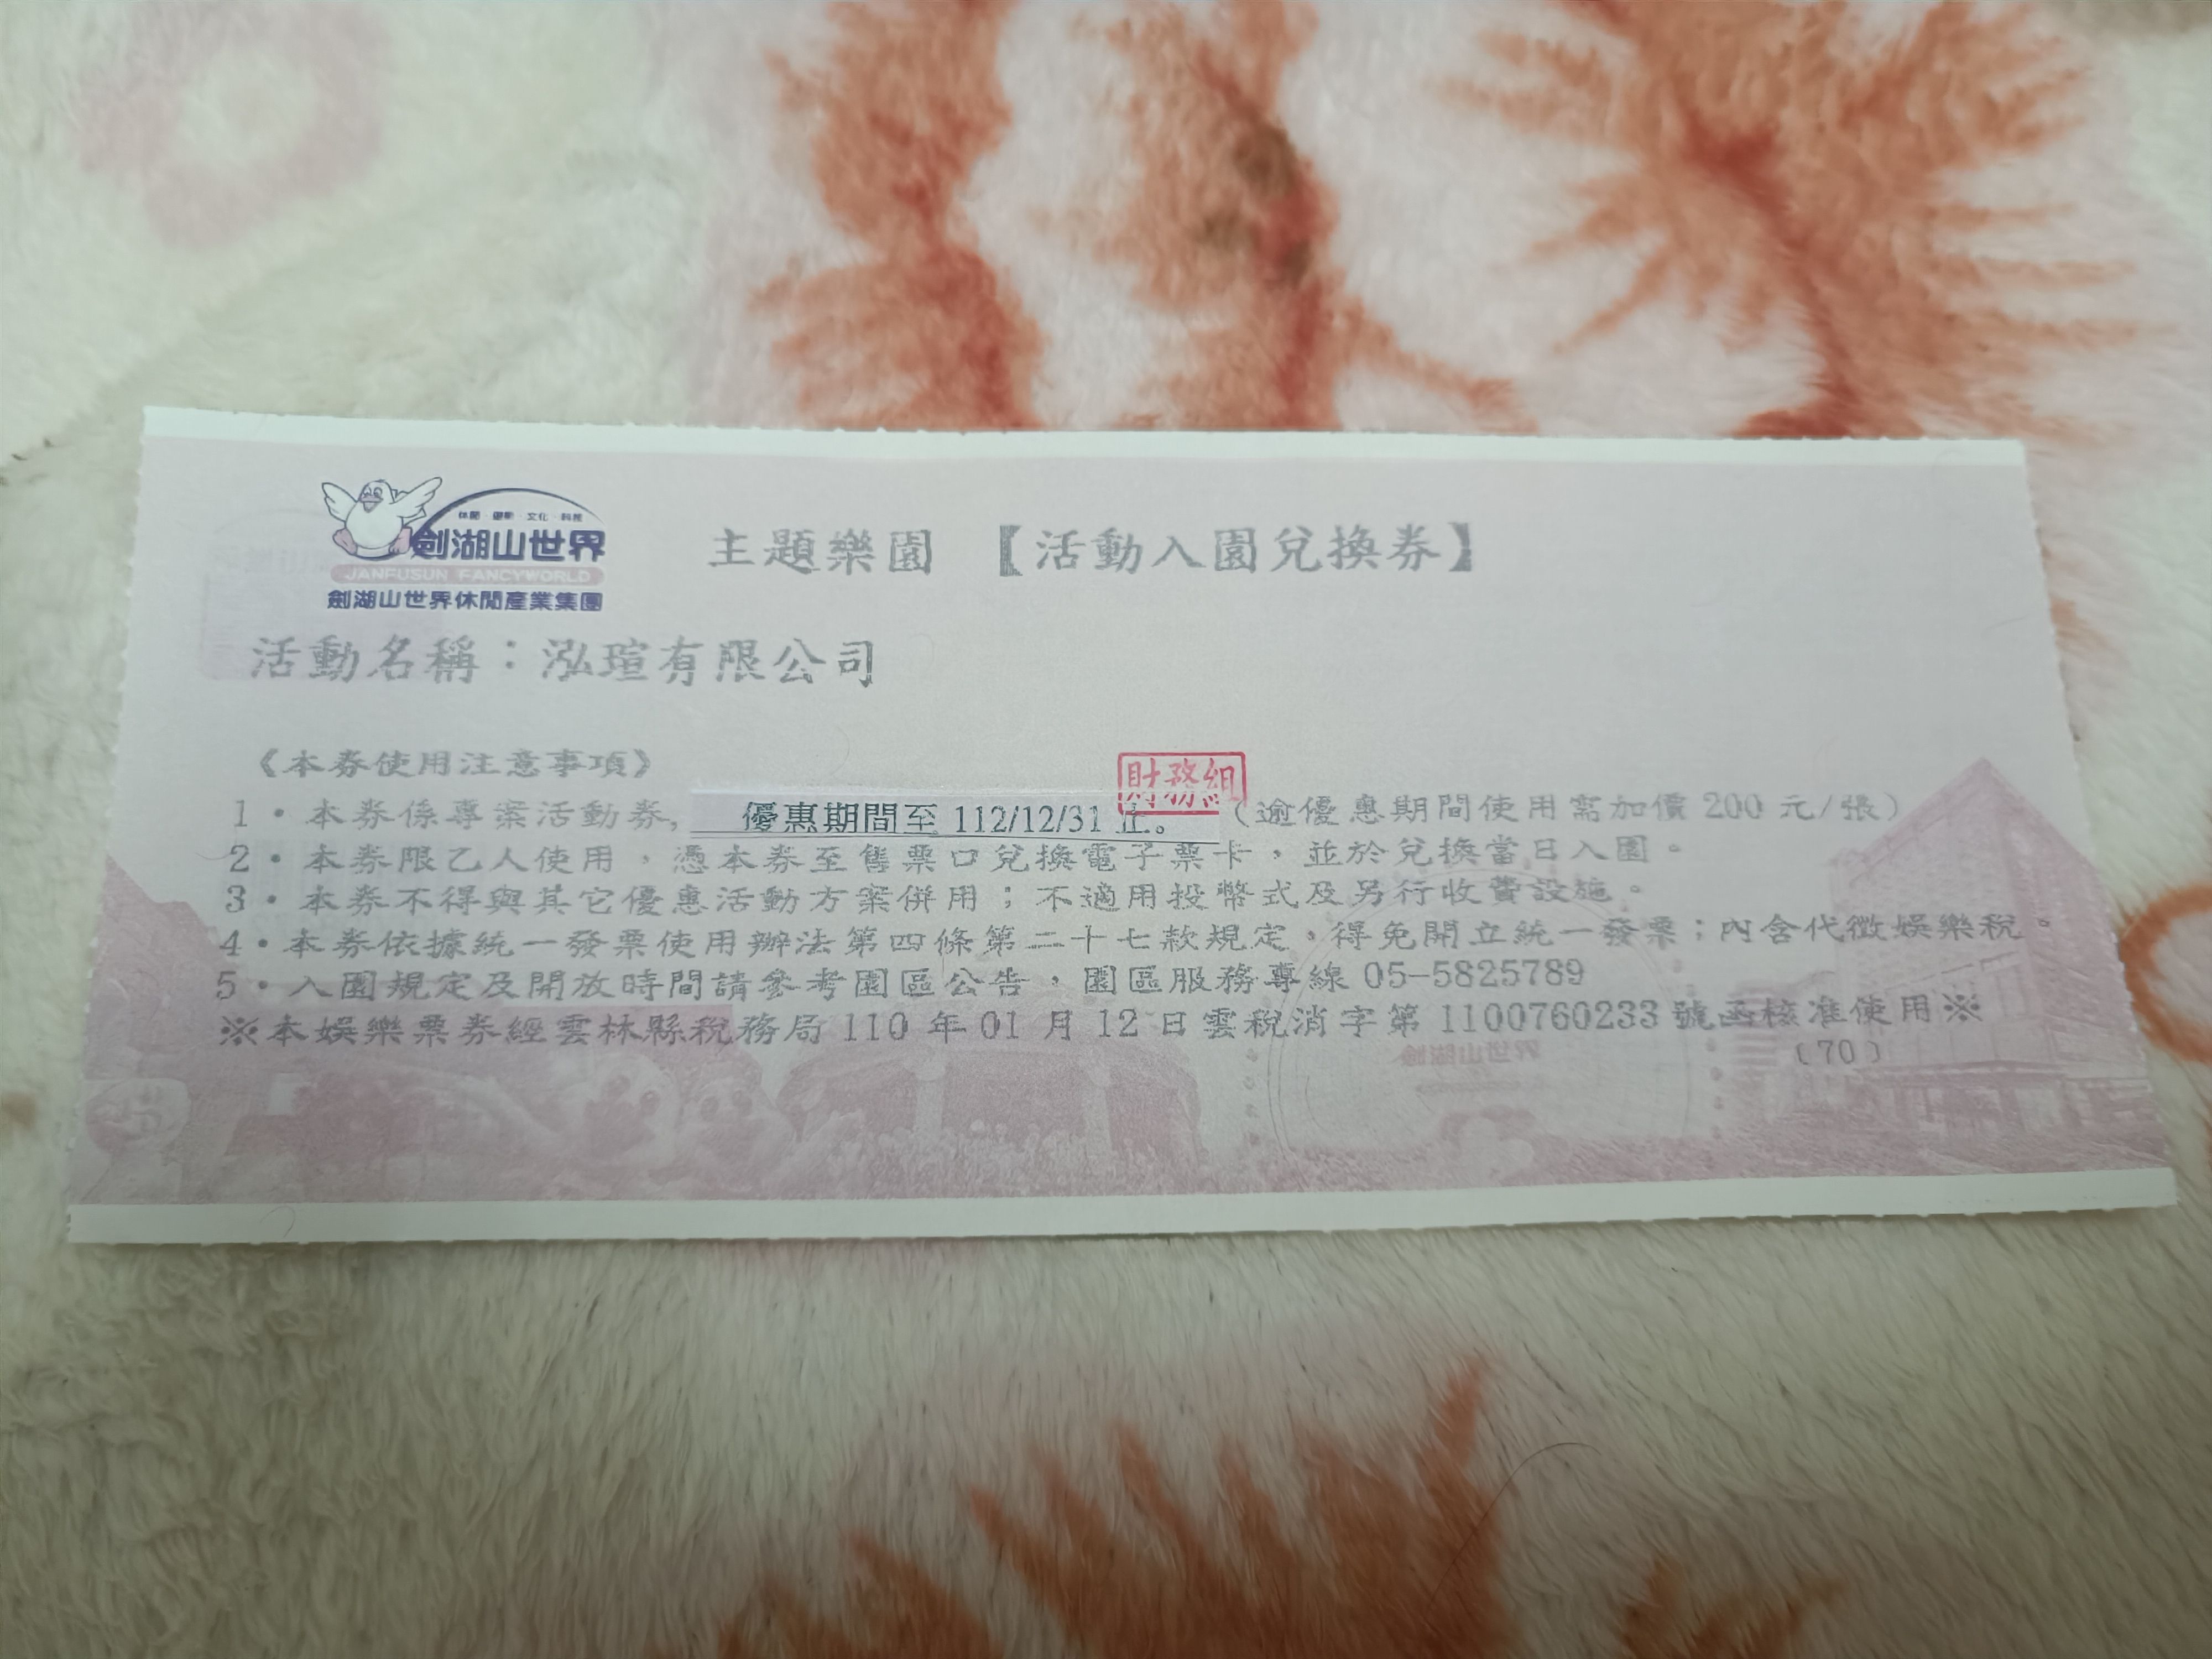 休閒·遊樂·文化·科技
劍湖山世界
JANFUSUN FANCYWORLD
劍湖山世界休閒產業集團
主題樂園 【活動入園兌換券】
活動名稱：泓瑄有限公司
《本券使用注意事項》
財務組
1·本券係專案活動券, 優惠期間至 112/12/31 止。(逾優惠期間使用需加價 200 元/張)
2·本券限乙人使用，憑本券至售票口兌換電子票卡，並於兌換當日入園。
3·本券不得與其它優惠活動方案併用；不適用投幣式及另行收費設施。
4·本券依據統一發票使用辦法第四條第二十七款規定，得免開立統一發票；內含代徵娛樂稅。
5·入園規定及開放時間請參考園區公告，園區服務專線 05-5825789
※本娛樂票券經雲林縣稅務局 110 年 01 月 12 日雲稅消字第 1100760233 號函核准使用※
(70)